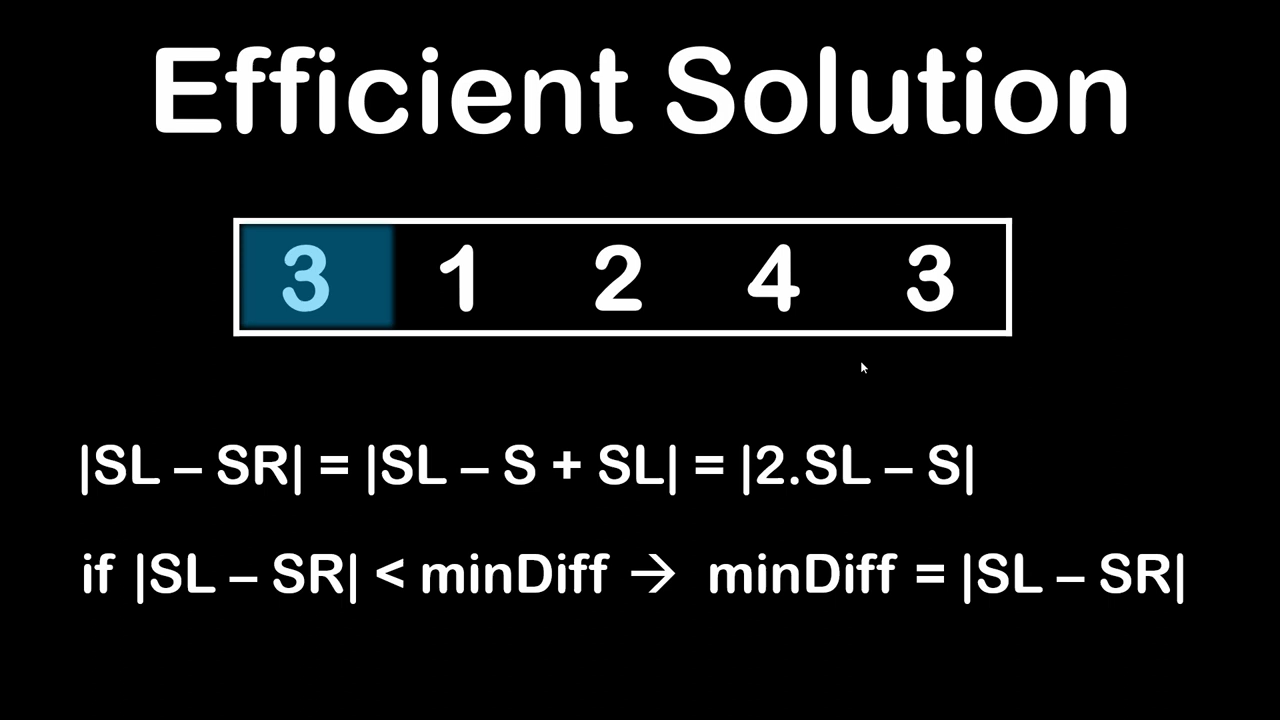 Efficient Solution
3 1 2 4 3
|SL – SR| = |SL – S + SL| = |2.SL – S|
if |SL – SR| < minDiff → minDiff = |SL – SR|